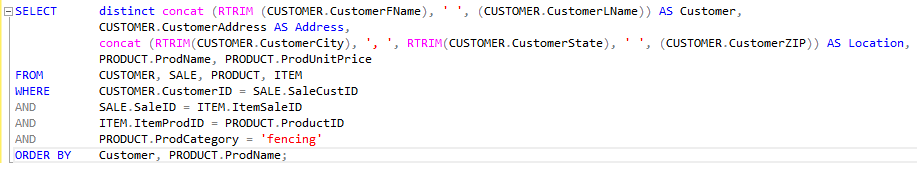 SELECT distinct concat (RTRIM (CUSTOMER.CustomerFName), ' ', (CUSTOMER.CustomerLName)) AS Customer,
CUSTOMER.CustomerAddress AS Address,
concat (RTRIM(CUSTOMER.CustomerCity), ', ', RTRIM(CUSTOMER.CustomerState), ' ', (CUSTOMER.CustomerZIP)) AS Location,
PRODUCT.ProdName, PRODUCT.ProdUnitPrice
FROM CUSTOMER, SALE, PRODUCT, ITEM
WHERE CUSTOMER.CustomerID = SALE.SaleCustID
AND SALE.SaleID = ITEM.ItemSaleID
AND ITEM.ItemProdID = PRODUCT.ProductID
AND PRODUCT.ProdCategory = 'fencing'
ORDER BY Customer, PRODUCT.ProdName;